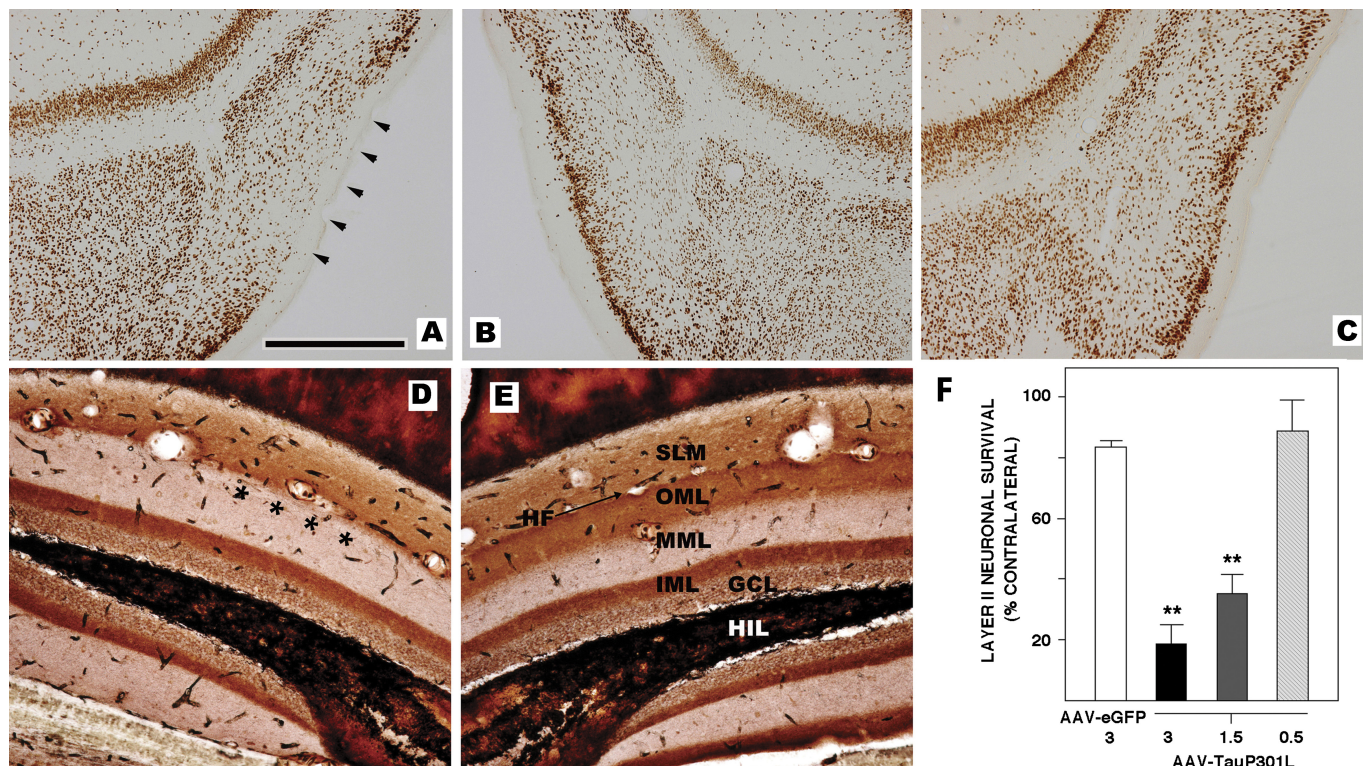 A
B
C
D
E
SLM
OML
HF
MML
IML
GCL
HIL
F
LAYER II NEURONAL SURVIVAL
(% CONTRALATERAL)
100
60
20
**
**
AAV-eGFP
3
3
1.5
0.5
AAV-TauP301L